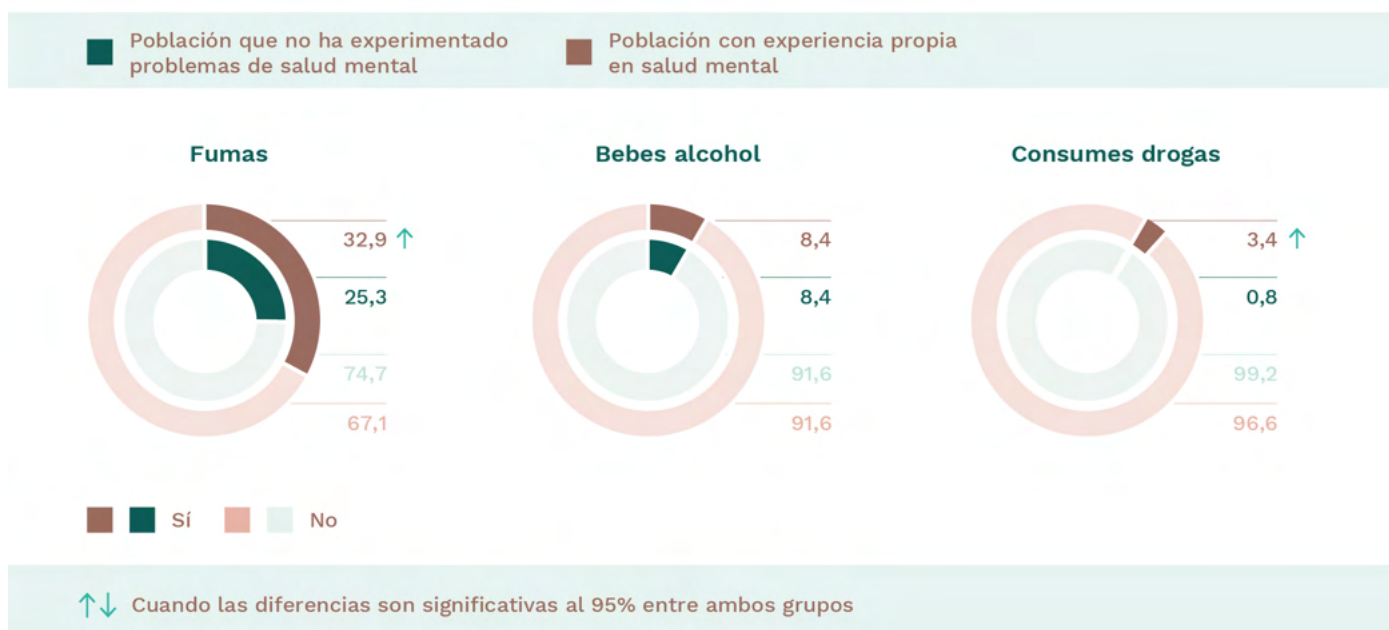 Población que no ha experimentado
problemas de salud mental
Población con experiencia propia
en salud mental
Fumas
32,9 ↑
25,3
74,7
67,1
Bebes alcohol
8,4
8,4
91,6
91,6
Consumes drogas
3,4 ↑
0,8
99,2
96,6
Sí
No
↑↓ Cuando las diferencias son significativas al 95% entre ambos grupos